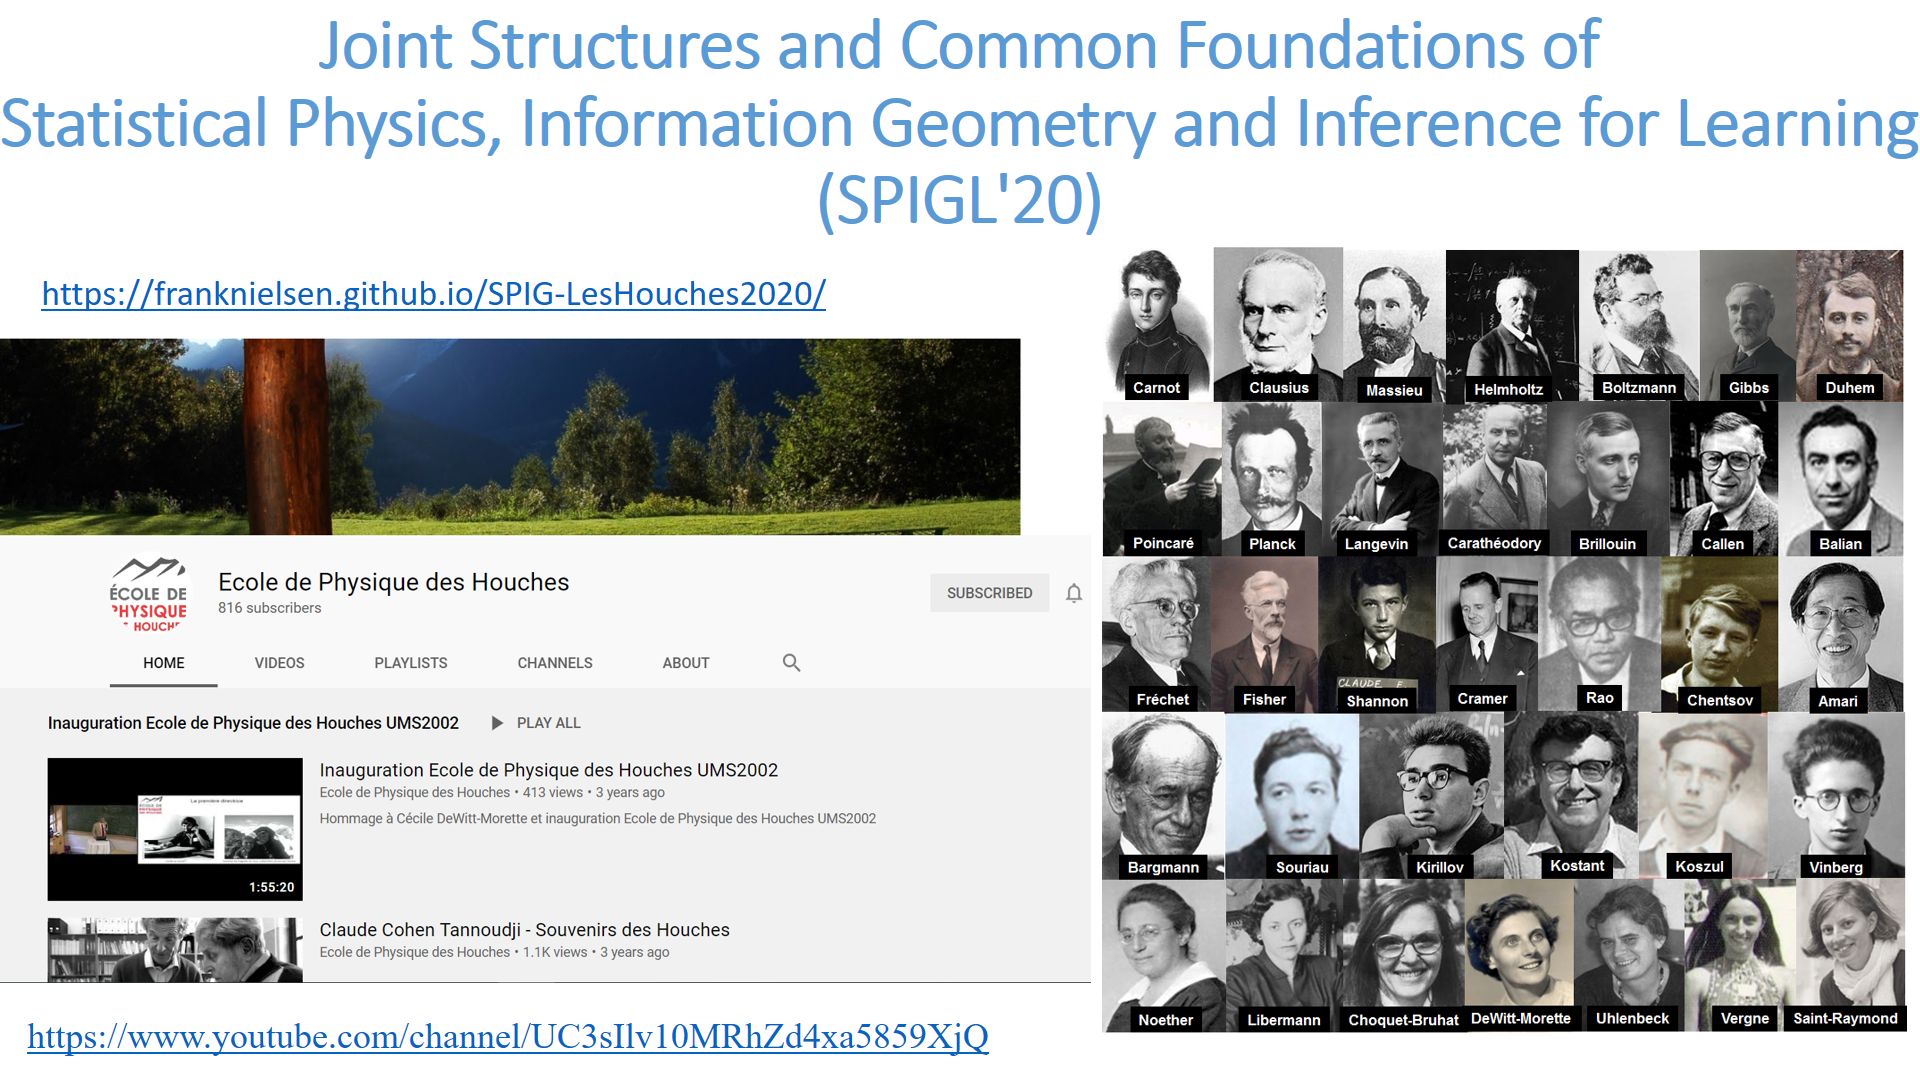 Joint Structures and Common Foundations of
Statistical Physics, Information Geometry and Inference for Learning
(SPIGL'20)
https://franknielsen.github.io/SPIG-LesHouches2020/
ÉCOLE DE
PHYSIQUE
HOUCH
Ecole de Physique des Houches
816 subscribers
SUBSCRIBED
HOME VIDEOS PLAYLISTS CHANNELS ABOUT
Inauguration Ecole de Physique des Houches UMS2002 PLAY ALL
1:55:20
Inauguration Ecole de Physique des Houches UMS2002
Ecole de Physique des Houches • 413 views • 3 years ago
Hommage à Cécile DeWitt-Morette et inauguration Ecole de Physique des Houches UMS2002
Claude Cohen Tannoudji - Souvenirs des Houches
Ecole de Physique des Houches • 1.1K views • 3 years ago
https://www.youtube.com/channel/UC3sIlv10MRhZd4xa5859XjQ
Carnot Clausius Massieu Helmholtz Boltzmann Gibbs Duhem
Poincaré Planck Langevin Carathéodory Brillouin Callen Balian
CLAUDE E.
Fréchet Fisher Shannon Cramer Rao Chentsov Amari
Bargmann Souriau Kirillov Kostant Koszul Vinberg
Noether Libermann Choquet-Bruhat DeWitt-Morette Uhlenbeck Vergne Saint-Raymond